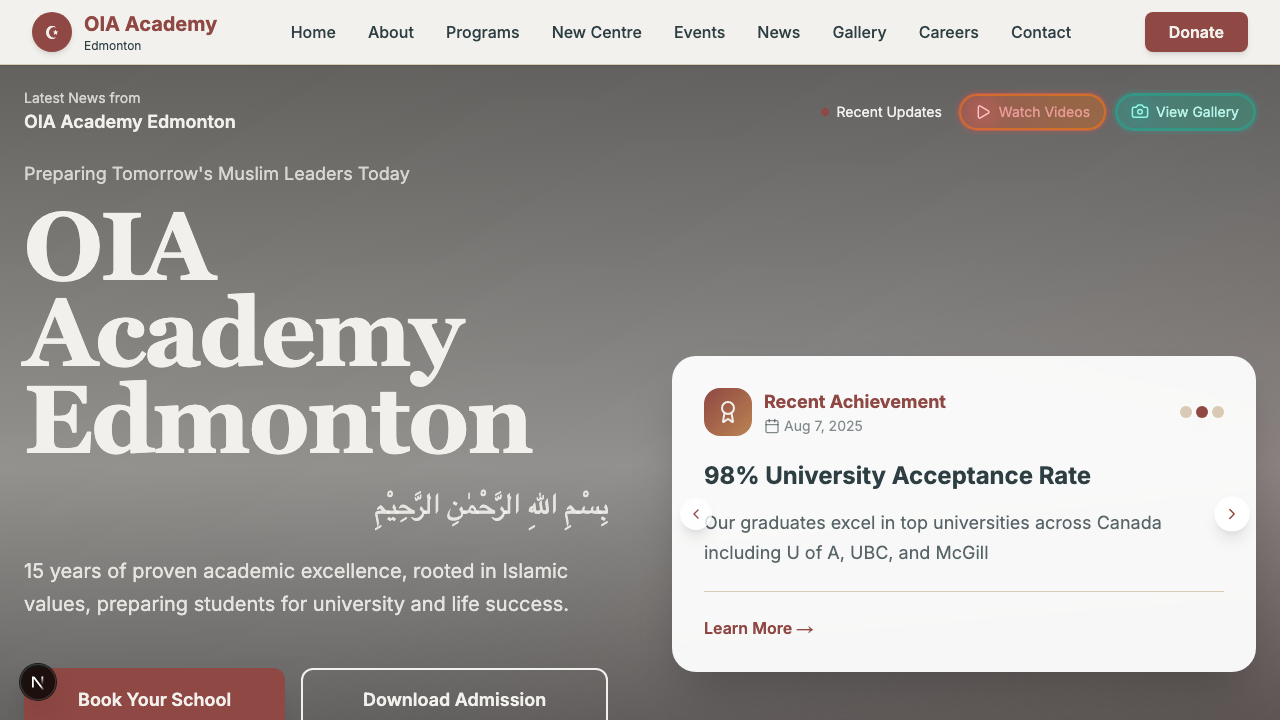 OIA Academy
Edmonton
Home
About
Programs
New Centre
Events
News
Gallery
Careers
Contact
Donate
Latest News from
OIA Academy Edmonton
Recent Updates
Watch Videos
View Gallery
Preparing Tomorrow's Muslim Leaders Today
OIA
Academy
Edmonton
بِسْمِ اللهِ الرَّحْمٰنِ الرَّحِيْمِ
15 years of proven academic excellence, rooted in Islamic
values, preparing students for university and life success.
Book Your School
Download Admission
Recent Achievement
Aug 7, 2025
98% University Acceptance Rate
Our graduates excel in top universities across Canada
including U of A, UBC, and McGill
Learn More →
N